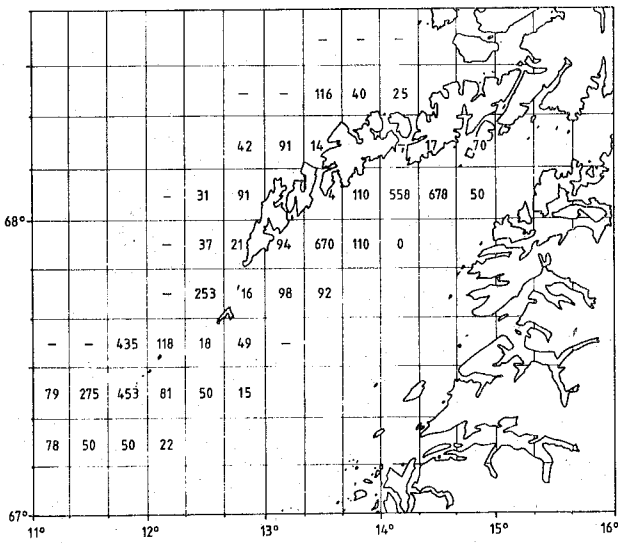 – – –
– – 116 40 25
42 91 14 – 17 70
– 31 91 4 110 558 678 50
68°
– 37 21 94 670 110 0
– 253 16 98 92
– – 435 118 18 49 –
79 275 453 81 50 15
78 50 50 22
67°
11° 12° 13° 14° 15° 16°